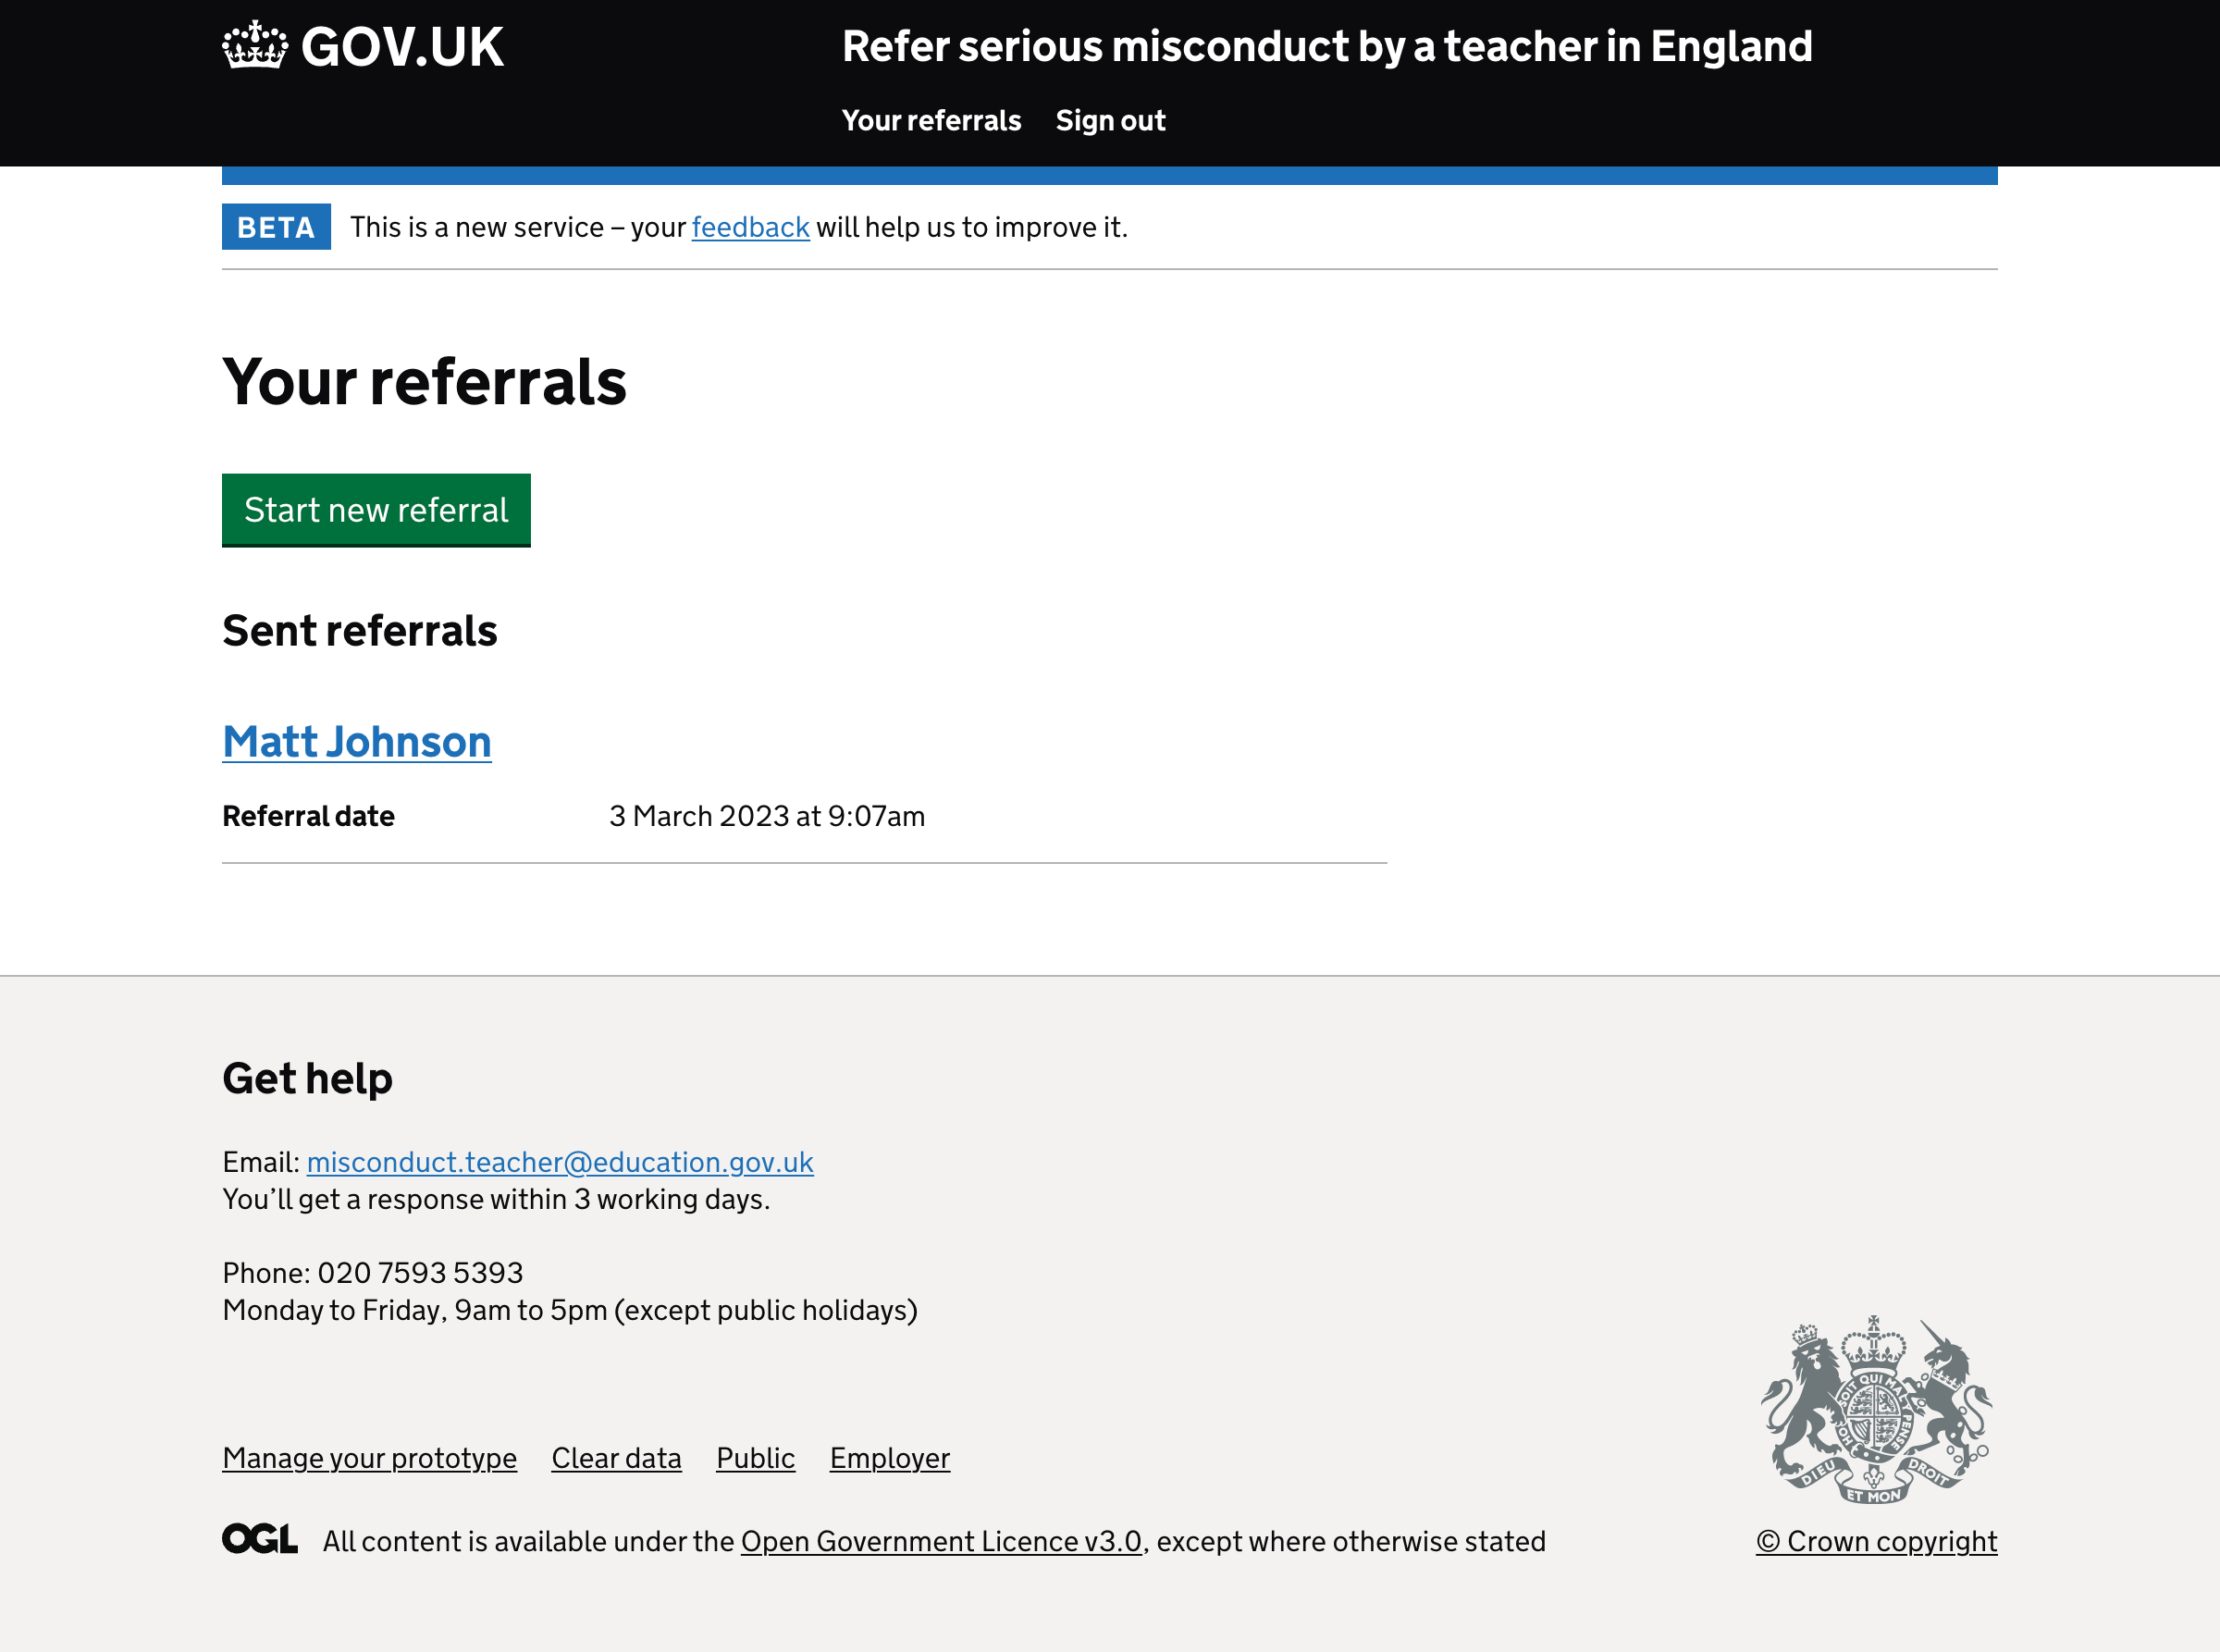 GOV.UK
Refer serious misconduct by a teacher in England
Your referrals Sign out
BETA This is a new service – your feedback will help us to improve it.
Your referrals
Start new referral
Sent referrals
Matt Johnson
Referral date 3 March 2023 at 9:07am
Get help
Email: misconduct.teacher@education.gov.uk
You’ll get a response within 3 working days.
Phone: 020 7593 5393
Monday to Friday, 9am to 5pm (except public holidays)
Manage your prototype Clear data Public Employer
DIEU ET MON DROIT
OGL All content is available under the Open Government Licence v3.0, except where otherwise stated
© Crown copyright